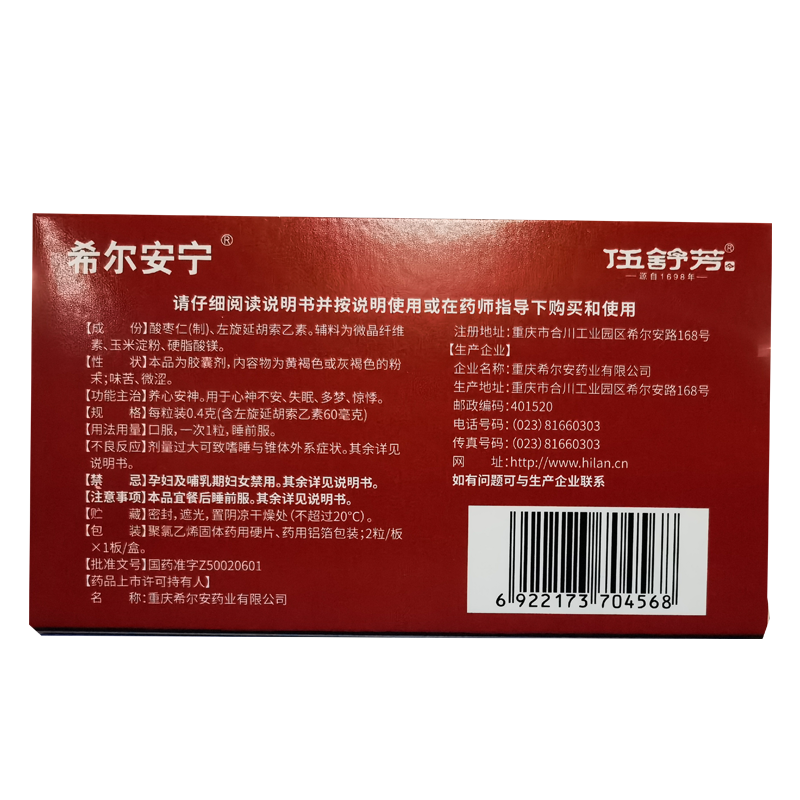 希尔安宁®
伍舒芳®
源自1698年
请仔细阅读说明书并按说明使用或在药师指导下购买和使用
【成　份】酸枣仁(制)、左旋延胡索乙素。辅料为微晶纤维
素、玉米淀粉、硬脂酸镁。
【性　状】本品为胶囊剂,内容物为黄褐色或灰褐色的粉
末;味苦、微涩。
【功能主治】养心安神。用于心神不安、失眠、多梦、惊悸。
【规　格】每粒装0.4克(含左旋延胡索乙素60毫克)
【用法用量】口服,一次1粒,睡前服。
【不良反应】剂量过大可致嗜睡与锥体外系症状。其余详见
说明书。
【禁　忌】孕妇及哺乳期妇女禁用。其余详见说明书。
【注意事项】本品宜餐后睡前服。其余详见说明书。
【贮　藏】密封,遮光,置阴凉干燥处(不超过20℃)。
【包　装】聚氯乙烯固体药用硬片、药用铝箔包装;2粒/板
×1板/盒。
【批准文号】国药准字Z50020601
【药品上市许可持有人】
名　称:重庆希尔安药业有限公司
注册地址:重庆市合川工业园区希尔安路168号
【生产企业】
企业名称:重庆希尔安药业有限公司
生产地址:重庆市合川工业园区希尔安路168号
邮政编码:401520
电话号码:(023)81660303
传真号码:(023)81660303
网　址:http://www.hilan.cn
如有问题可与生产企业联系
6 922173 704568